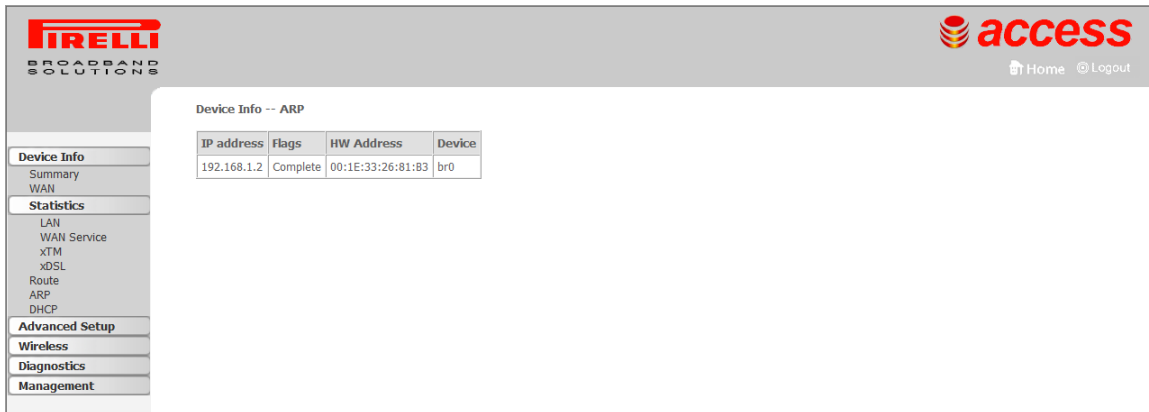 PIRELLI
BROADBAND
SOLUTIONS
access
Home Logout
Device Info -- ARP
IP address Flags HW Address Device
192.168.1.2 Complete 00:1E:33:26:81:B3 br0
Device Info
Summary
WAN
Statistics
LAN
WAN Service
xTM
xDSL
Route
ARP
DHCP
Advanced Setup
Wireless
Diagnostics
Management